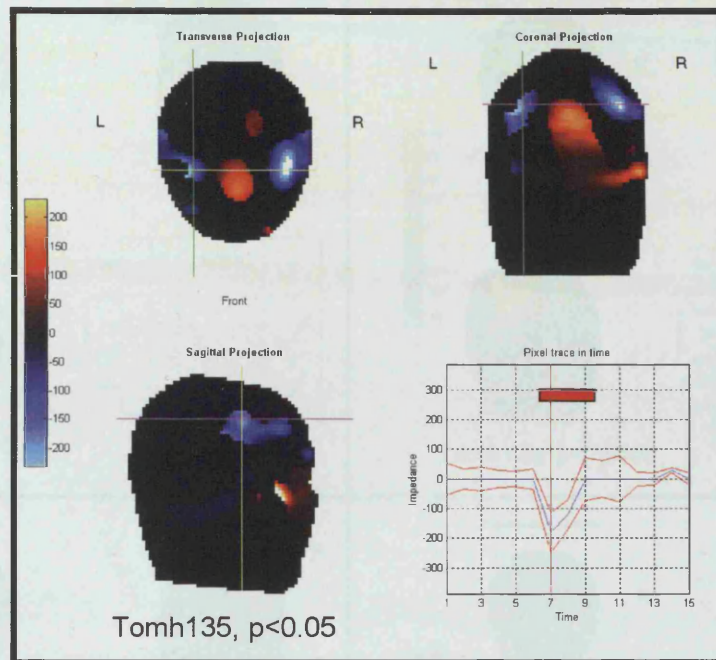 Transverse Projection
L
R
Front
Coronal Projection
L
R
200
150
100
50
0
-50
-100
-150
-200
Sagittal Projection
Pixel trace in time
Impedance
300
200
100
0
-100
-200
-300
1 3 5 7 9 11 13 15
Time
Tomh135, p<0.05